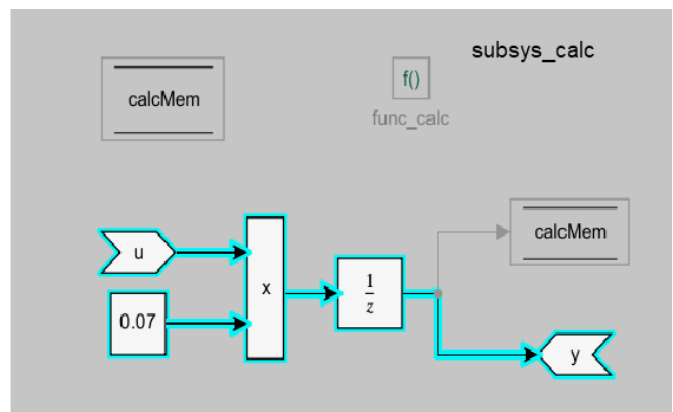 subsys_calc
calcMem
f()
func_calc
calcMem
u
x
1
z
0.07
y